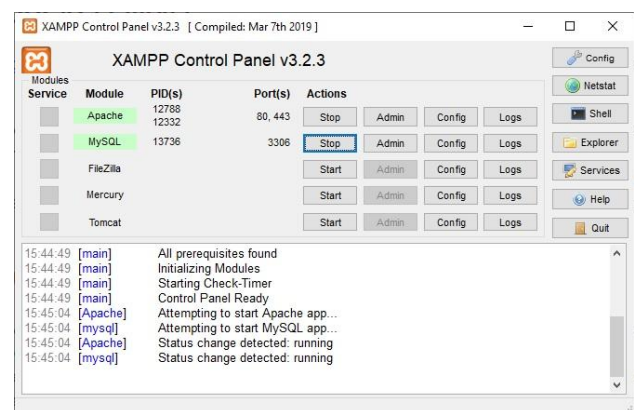 XAMPP Control Panel v3.2.3 [ Compiled: Mar 7th 2019 ]
XAMPP Control Panel v3.2.3
Config
Netstat
Shell
Explorer
Services
Help
Quit
Modules
Service Module PID(s) Port(s) Actions
Apache 12788 12332 80, 443 Stop Admin Config Logs
MySQL 13736 3306 Stop Admin Config Logs
FileZilla Start Admin Config Logs
Mercury Start Admin Config Logs
Tomcat Start Admin Config Logs
15:44:49 [main] All prerequisites found
15:44:49 [main] Initializing Modules
15:44:49 [main] Starting Check-Timer
15:44:49 [main] Control Panel Ready
15:45:04 [Apache] Attempting to start Apache app...
15:45:04 [mysql] Attempting to start MySQL app...
15:45:04 [Apache] Status change detected: running
15:45:04 [mysql] Status change detected: running